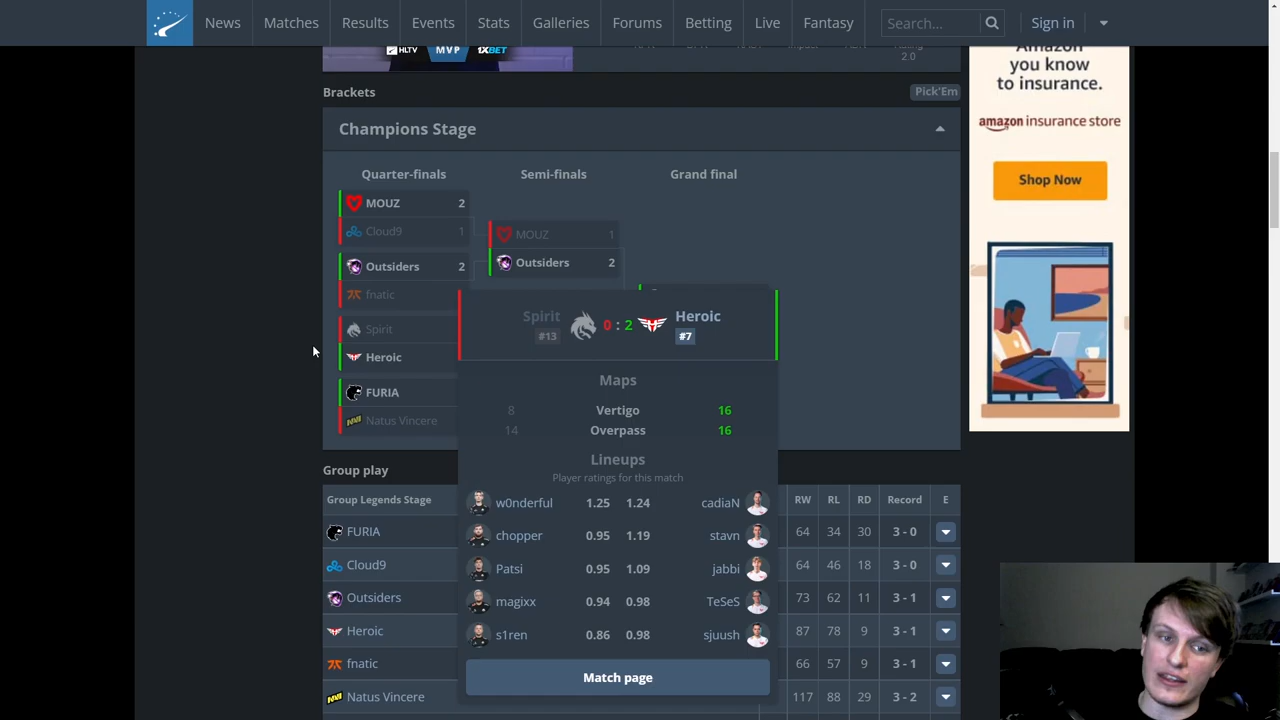 News Matches Results Events Stats Galleries Forums Betting Live Fantasy Search... Sign in
HLTV MVP 1XBET
2.0
Amazon
you know
to insurance.
amazon insurance store
Shop Now
Brackets Pick'Em
Champions Stage
Quarter-finals Semi-finals Grand final
MOUZ 2
Cloud9 1
MOUZ 1
Outsiders 2
Outsiders 2
fnatic
Spirit
Heroic
FURIA
Natus Vincere
Spirit 0 : 2 Heroic
#13 #7
Maps
8 Vertigo 16
14 Overpass 16
Lineups
Player ratings for this match
w0nderful 1.25 1.24 cadiaN
chopper 0.95 1.19 stavn
Patsi 0.95 1.09 jabbi
magixx 0.94 0.98 TeSeS
s1ren 0.86 0.98 sjuush
Match page
Group play
Group Legends Stage RW RL RD Record E
FURIA 64 34 30 3 - 0
Cloud9 64 46 18 3 - 0
Outsiders 73 62 11 3 - 1
Heroic 87 78 9 3 - 1
fnatic 66 57 9 3 - 1
Natus Vincere 117 88 29 3 - 2